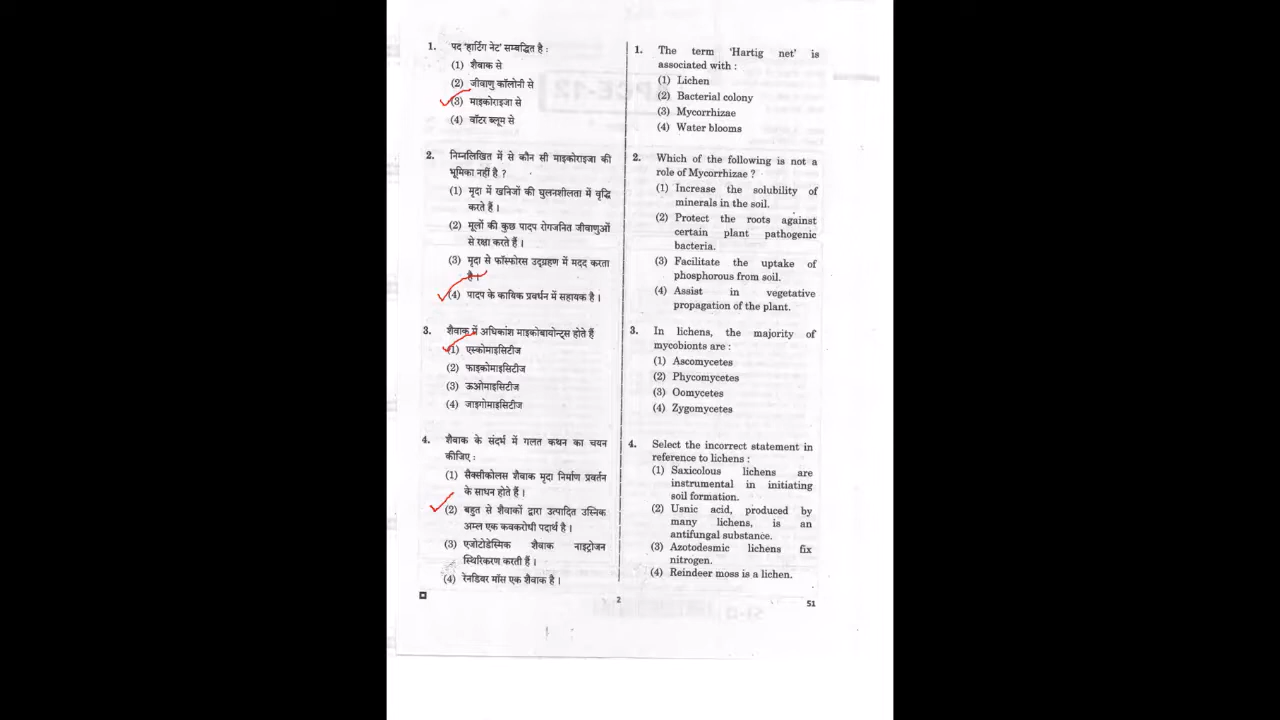 1. पद 'हार्टिग नेट' सम्बद्धित है :
(1) शैवाक से
(2) जीवाणु कॉलोनी से
(3) माइकोराइजा से
(4) वॉटर ब्लूम से
2. निम्नलिखित में से कौन सी माइकोराइजा की
भूमिका नहीं है ?
(1) मृदा में खनिजों की घुलनशीलता में वृद्धि
करते हैं ।
(2) मूलों की कुछ पादप रोगजनित जीवाणुओं
से रक्षा करते हैं ।
(3) मृदा से फॉस्फोरस उद्ग्रहण में मदद करता
है ।
(4) पादप के कायिक प्रवर्धन में सहायक है ।
3. शैवाक में अधिकांश माइकोबायोन्ट्स होते हैं
(1) एस्कोमाइसिटीज
(2) फाइकोमाइसिटीज
(3) ऊओमाइसिटीज
(4) जाइगोमाइसिटीज
4. शैवाक के संदर्भ में गलत कथन का चयन
कीजिए :
(1) सैक्सीकोलस शैवाक मृदा निर्माण प्रवर्तन
के साधन होते हैं ।
(2) बहुत से शैवाकों द्वारा उत्पादित उस्निक
अम्ल एक कवकरोधी पदार्थ है ।
(3) एजोटोडेस्मिक शैवाक नाइट्रोजन
स्थिरिकरण करती हैं ।
(4) रेनडियर मॉस एक शैवाक है ।
1. The term 'Hartig net' is
associated with :
(1) Lichen
(2) Bacterial colony
(3) Mycorrhizae
(4) Water blooms
2. Which of the following is not a
role of Mycorrhizae ?
(1) Increase the solubility of
minerals in the soil.
(2) Protect the roots against
certain plant pathogenic
bacteria.
(3) Facilitate the uptake of
phosphorous from soil.
(4) Assist in vegetative
propagation of the plant.
3. In lichens, the majority of
mycobionts are :
(1) Ascomycetes
(2) Phycomycetes
(3) Oomycetes
(4) Zygomycetes
4. Select the incorrect statement in
reference to lichens :
(1) Saxicolous lichens are
instrumental in initiating
soil formation.
(2) Usnic acid, produced by
many lichens, is an
antifungal substance.
(3) Azotodesmic lichens fix
nitrogen.
(4) Reindeer moss is a lichen.
2
51